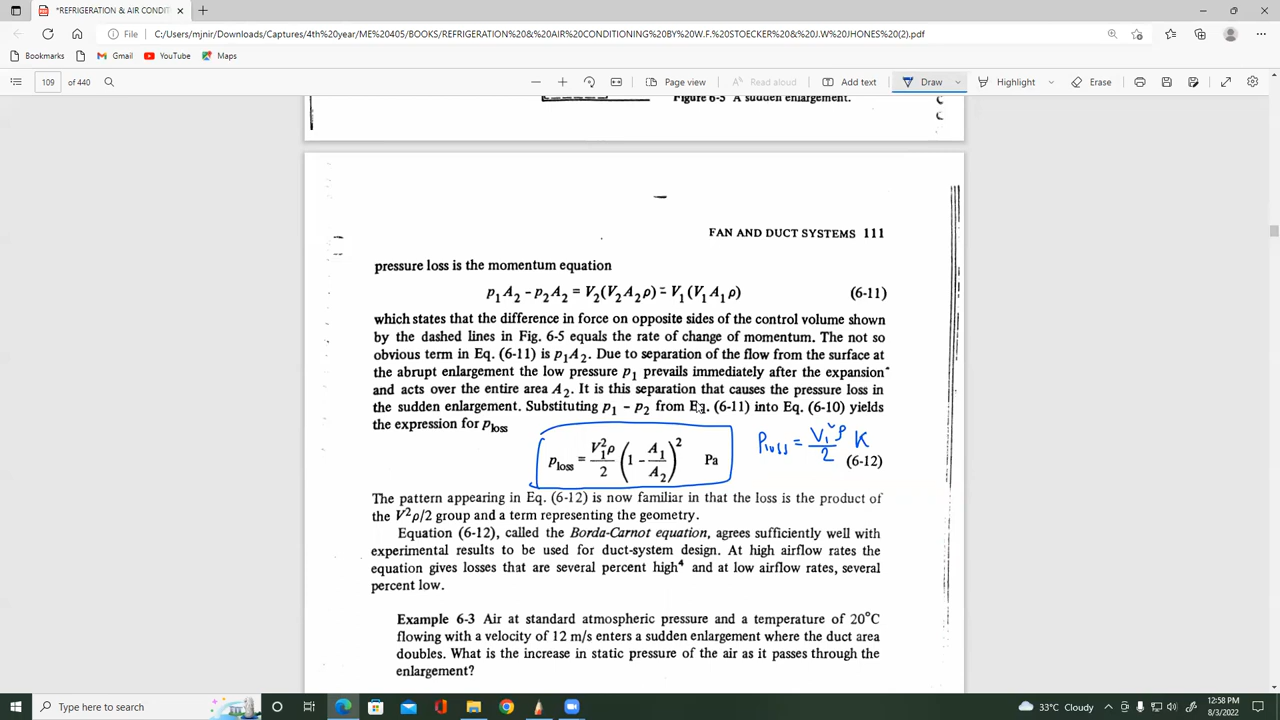 *REFRIGERATION & AIR CONDIT
File C:/Users/mjnir/Downloads/Captures/4th%20year/ME%20405/BOOKS/REFRIGERATION%20&%20AIR%20CONDITIONING%20BY%20W.F.%20STOECKER%20&%20J.W%20JHONES%20(2).pdf
Bookmarks Gmail YouTube Maps
109 of 440 Page view Read aloud Add text Draw Highlight Erase
Figure 6-5 A sudden enlargement.
FAN AND DUCT SYSTEMS 111
pressure loss is the momentum equation
p₁A₂ - p₂A₂ = V₂(V₂A₂ρ) - V₁(V₁A₁ρ) (6-11)
which states that the difference in force on opposite sides of the control volume shown
by the dashed lines in Fig. 6-5 equals the rate of change of momentum. The not so
obvious term in Eq. (6-11) is p₁A₂. Due to separation of the flow from the surface at
the abrupt enlargement the low pressure p₁ prevails immediately after the expansion
and acts over the entire area A₂. It is this separation that causes the pressure loss in
the sudden enlargement. Substituting p₁ - p₂ from Eq. (6-11) into Eq. (6-10) yields
the expression for p_loss
p_loss = V₁²ρ/2 (1 - A₁/A₂)² Pa (6-12)
P_loss = V₁²ρ/2 K
The pattern appearing in Eq. (6-12) is now familiar in that the loss is the product of
the V²ρ/2 group and a term representing the geometry.
Equation (6-12), called the Borda-Carnot equation, agrees sufficiently well with
experimental results to be used for duct-system design. At high airflow rates the
equation gives losses that are several percent high⁴ and at low airflow rates, several
percent low.
Example 6-3 Air at standard atmospheric pressure and a temperature of 20°C
flowing with a velocity of 12 m/s enters a sudden enlargement where the duct area
doubles. What is the increase in static pressure of the air as it passes through the
enlargement?
Type here to search
33°C Cloudy
12:58 PM
8/3/2022